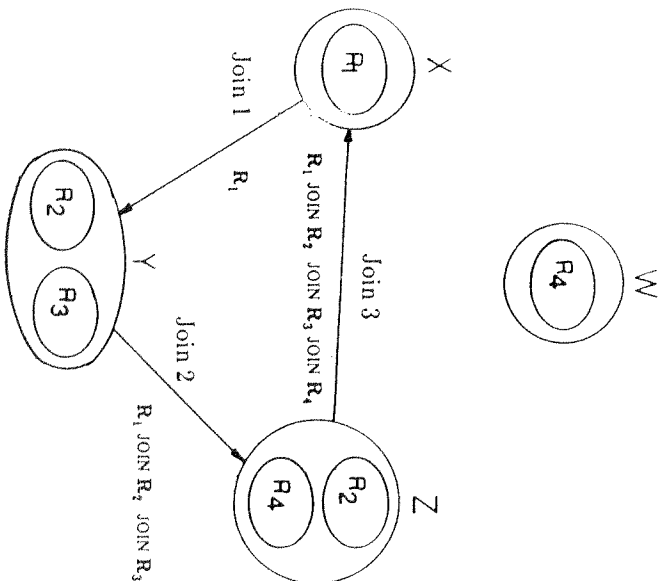 W
R₄
X
Z
Join 3
R₁
R₂
R₁ JOIN R₂ JOIN R₃ JOIN R₄
R₄
R₁
Join 1
Join 2
Y
R₁ JOIN R₂ JOIN R₃
R₂ R₃